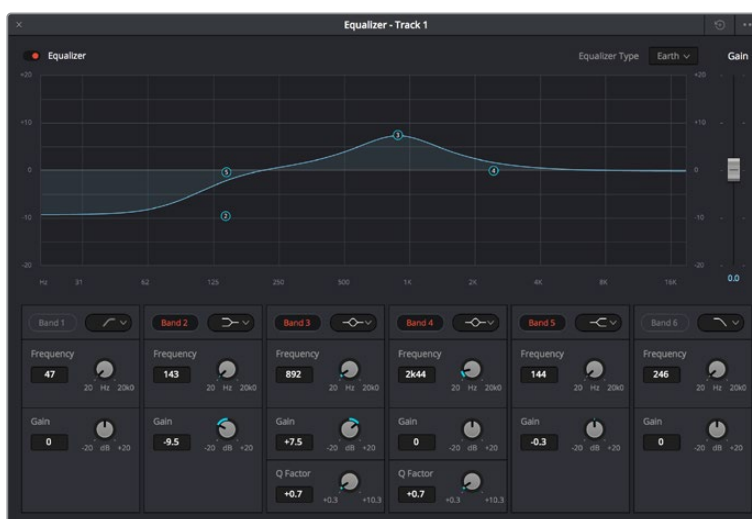 Equalizer - Track 1
Equalizer
Equalizer Type Earth Gain
+20 +20
+10 +10
0 0
-10 -10
-20 -20
Hz 31 62 125 250 500 1K 2K 4K 8K 16K
5
2
3
4
0.0
Band 1 Band 2 Band 3 Band 4 Band 5 Band 6
Frequency Frequency Frequency Frequency Frequency Frequency
47 143 892 2k44 144 246
20 Hz 20k0 20 Hz 20k0 20 Hz 20k0 20 Hz 20k0 20 Hz 20k0 20 Hz 20k0
Gain Gain Gain Gain Gain Gain
0 -9.5 +7.5 0 -0.3 0
-20 dB +20 -20 dB +20 -20 dB +20 -20 dB +20 -20 dB +20 -20 dB +20
Q Factor Q Factor
+0.7 +0.7
+0.3 +10.3 +0.3 +10.3